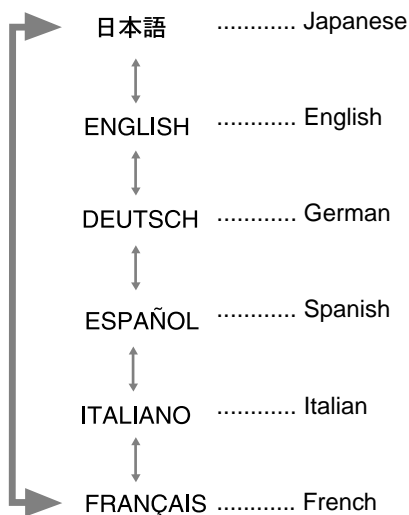 日本語 ............ Japanese
ENGLISH ............ English
DEUTSCH ............ German
ESPAÑOL ............ Spanish
ITALIANO ............ Italian
FRANÇAIS ............ French